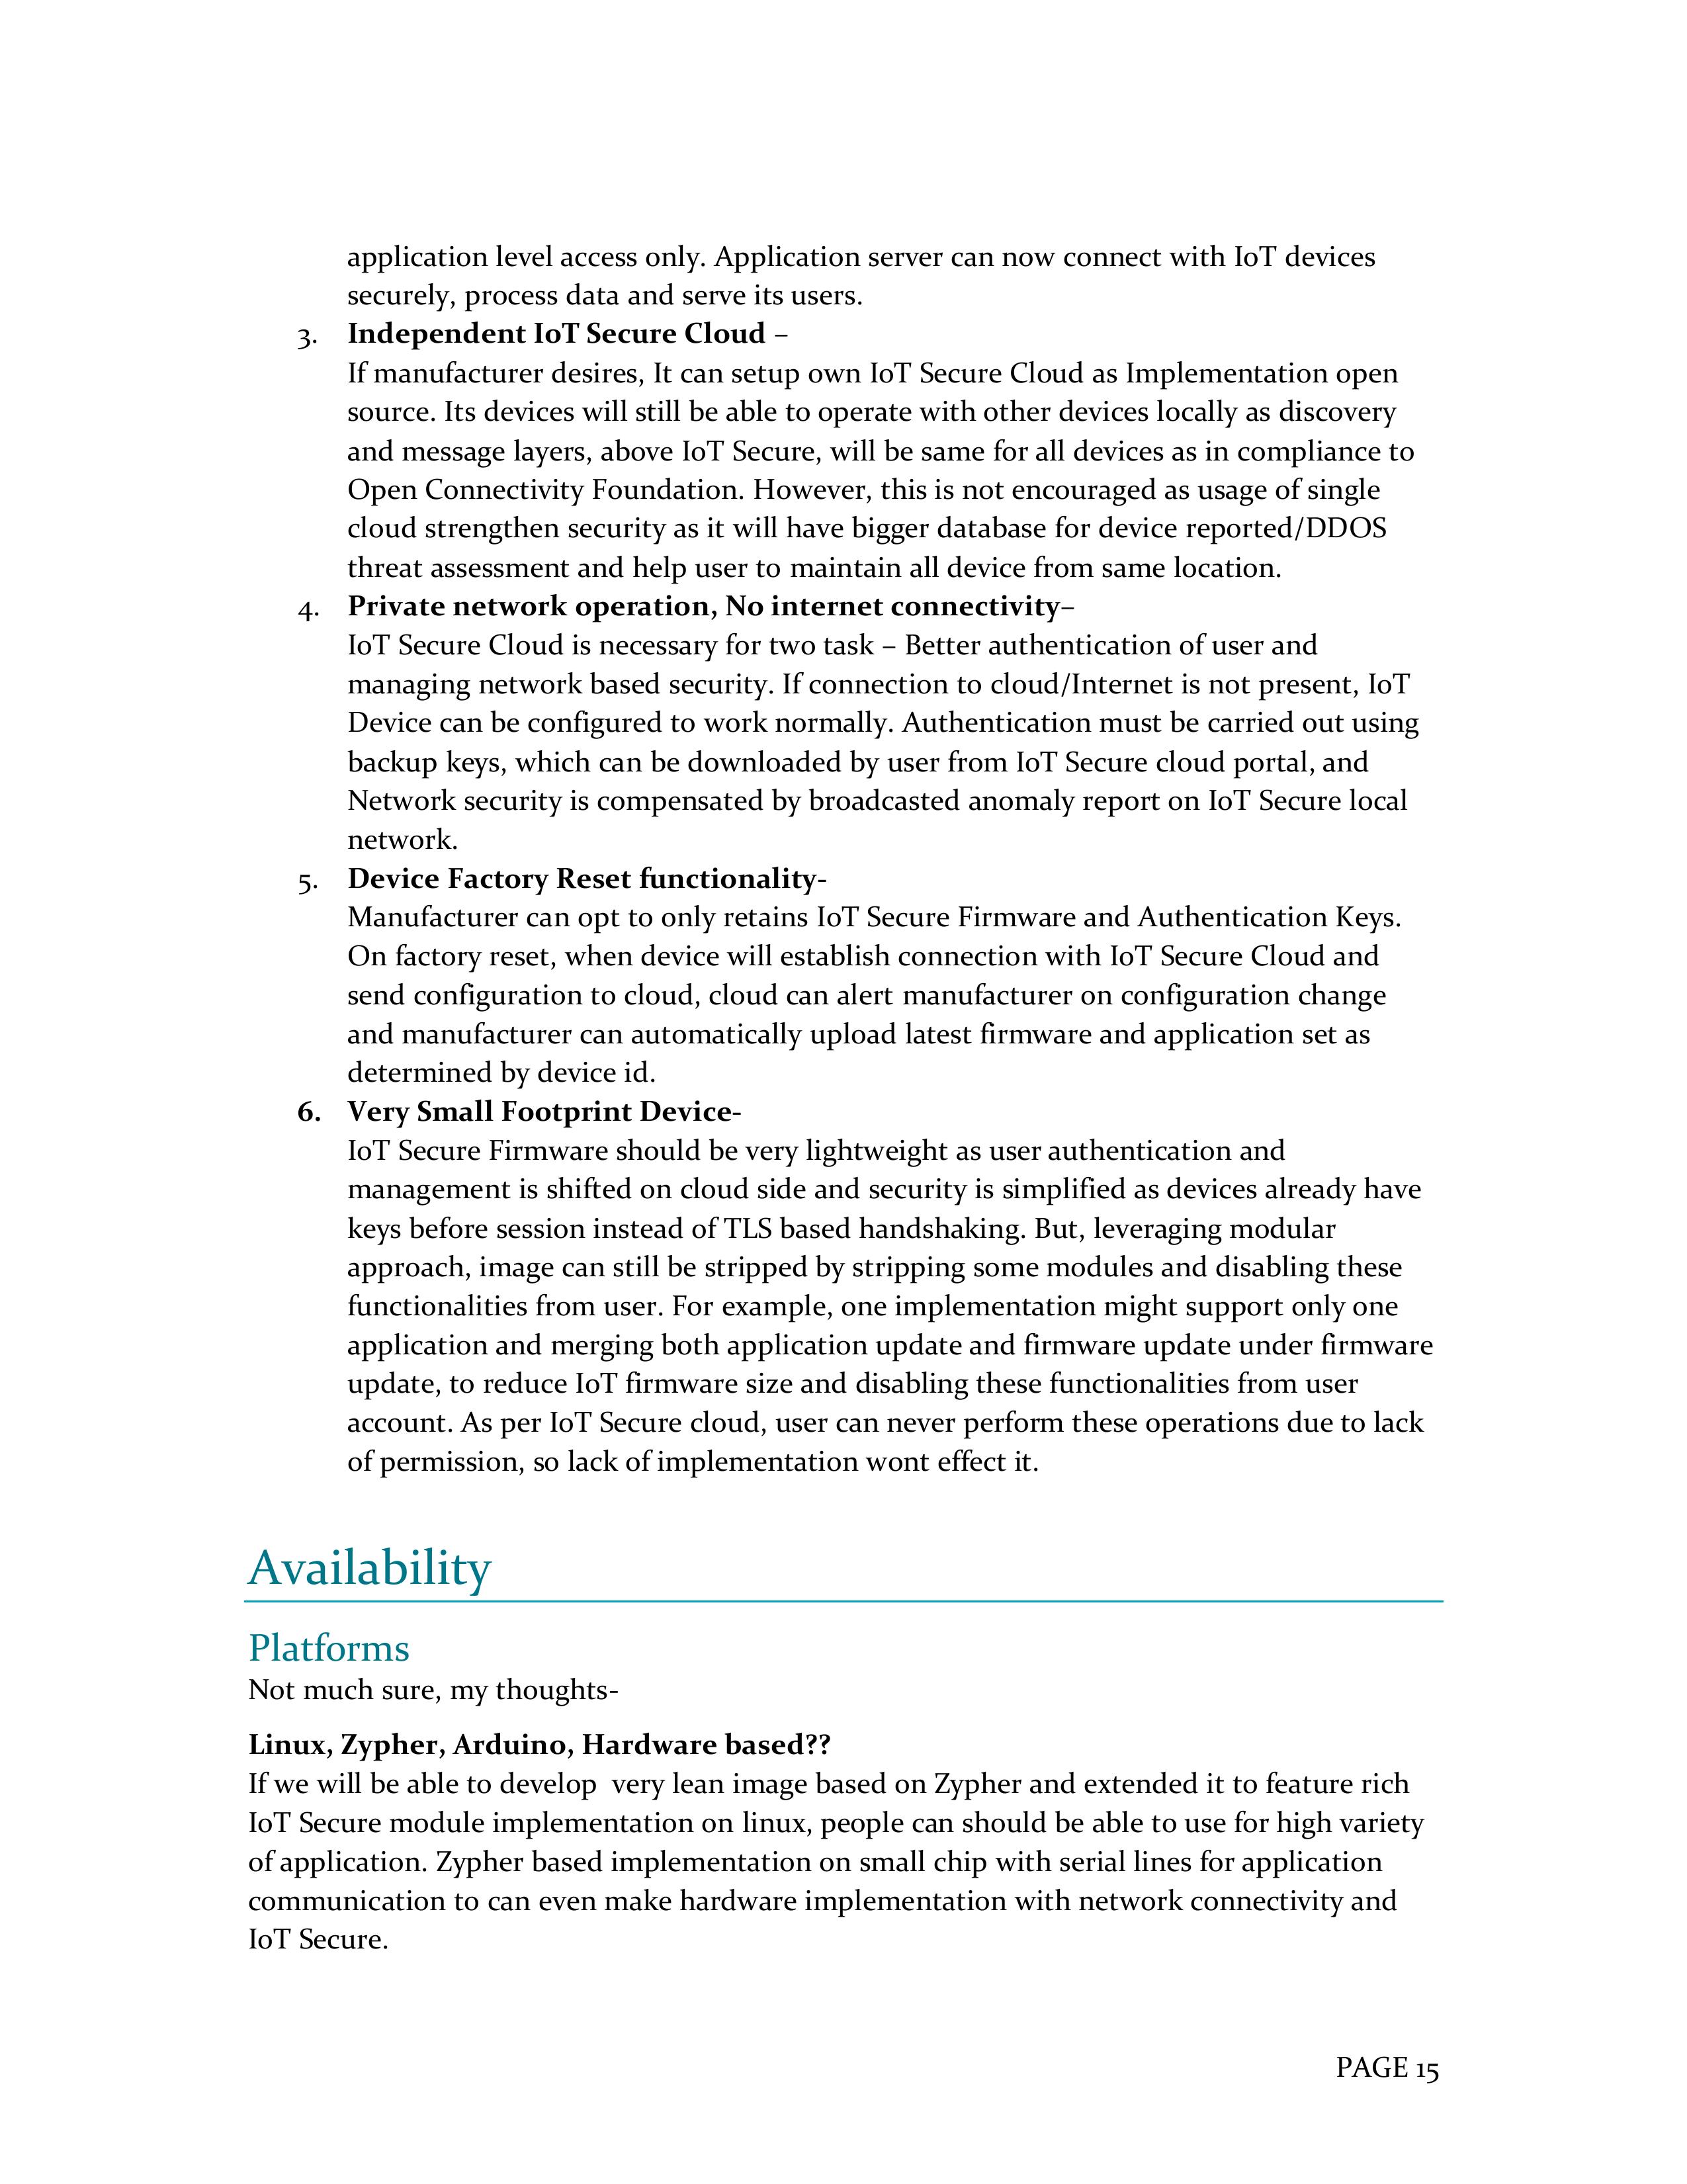 application level access only. Application server can now connect with IoT devices
securely, process data and serve its users.
3. Independent IoT Secure Cloud –
If manufacturer desires, It can setup own IoT Secure Cloud as Implementation open
source. Its devices will still be able to operate with other devices locally as discovery
and message layers, above IoT Secure, will be same for all devices as in compliance to
Open Connectivity Foundation. However, this is not encouraged as usage of single
cloud strengthen security as it will have bigger database for device reported/DDOS
threat assessment and help user to maintain all device from same location.
4. Private network operation, No internet connectivity–
IoT Secure Cloud is necessary for two task – Better authentication of user and
managing network based security. If connection to cloud/Internet is not present, IoT
Device can be configured to work normally. Authentication must be carried out using
backup keys, which can be downloaded by user from IoT Secure cloud portal, and
Network security is compensated by broadcasted anomaly report on IoT Secure local
network.
5. Device Factory Reset functionality-
Manufacturer can opt to only retains IoT Secure Firmware and Authentication Keys.
On factory reset, when device will establish connection with IoT Secure Cloud and
send configuration to cloud, cloud can alert manufacturer on configuration change
and manufacturer can automatically upload latest firmware and application set as
determined by device id.
6. Very Small Footprint Device-
IoT Secure Firmware should be very lightweight as user authentication and
management is shifted on cloud side and security is simplified as devices already have
keys before session instead of TLS based handshaking. But, leveraging modular
approach, image can still be stripped by stripping some modules and disabling these
functionalities from user. For example, one implementation might support only one
application and merging both application update and firmware update under firmware
update, to reduce IoT firmware size and disabling these functionalities from user
account. As per IoT Secure cloud, user can never perform these operations due to lack
of permission, so lack of implementation wont effect it.
Availability
Platforms
Not much sure, my thoughts-
Linux, Zypher, Arduino, Hardware based??
If we will be able to develop  very lean image based on Zypher and extended it to feature rich
IoT Secure module implementation on linux, people can should be able to use for high variety
of application. Zypher based implementation on small chip with serial lines for application
communication to can even make hardware implementation with network connectivity and
IoT Secure.
PAGE 15